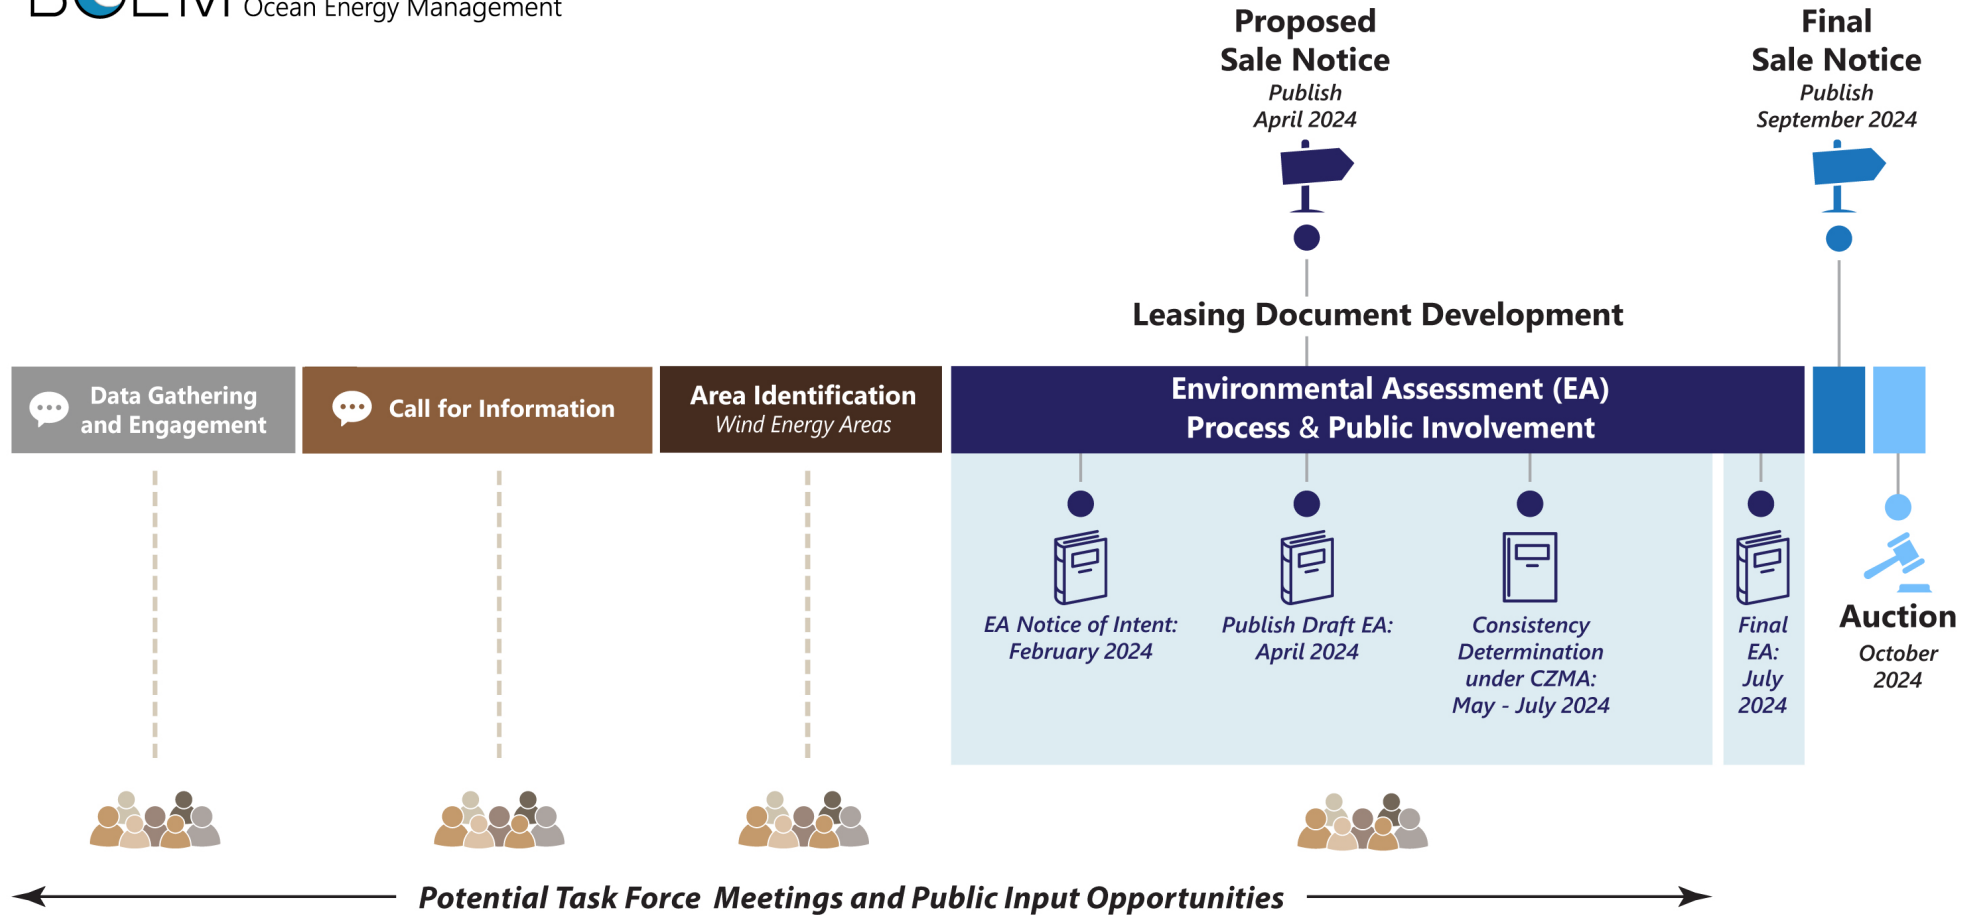 BOEM
Ocean Energy Management
Proposed
Sale Notice
Publish
April 2024
Final
Sale Notice
Publish
September 2024
Leasing Document Development
Data Gathering
and Engagement
Call for Information
Area Identification
Wind Energy Areas
Environmental Assessment (EA)
Process & Public Involvement
EA Notice of Intent:
February 2024
Publish Draft EA:
April 2024
Consistency
Determination
under CZMA:
May - July 2024
Final
EA:
July
2024
Auction
October
2024
Potential Task Force Meetings and Public Input Opportunities